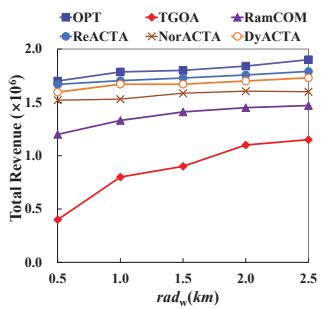 OPT TGOA RamCOM
ReACTA NorACTA DyACTA
Total Revenue (×10⁶)
2.0
1.5
1.0
0.5
0.0
0.5 1.0 1.5 2.0 2.5
rad_w(km)